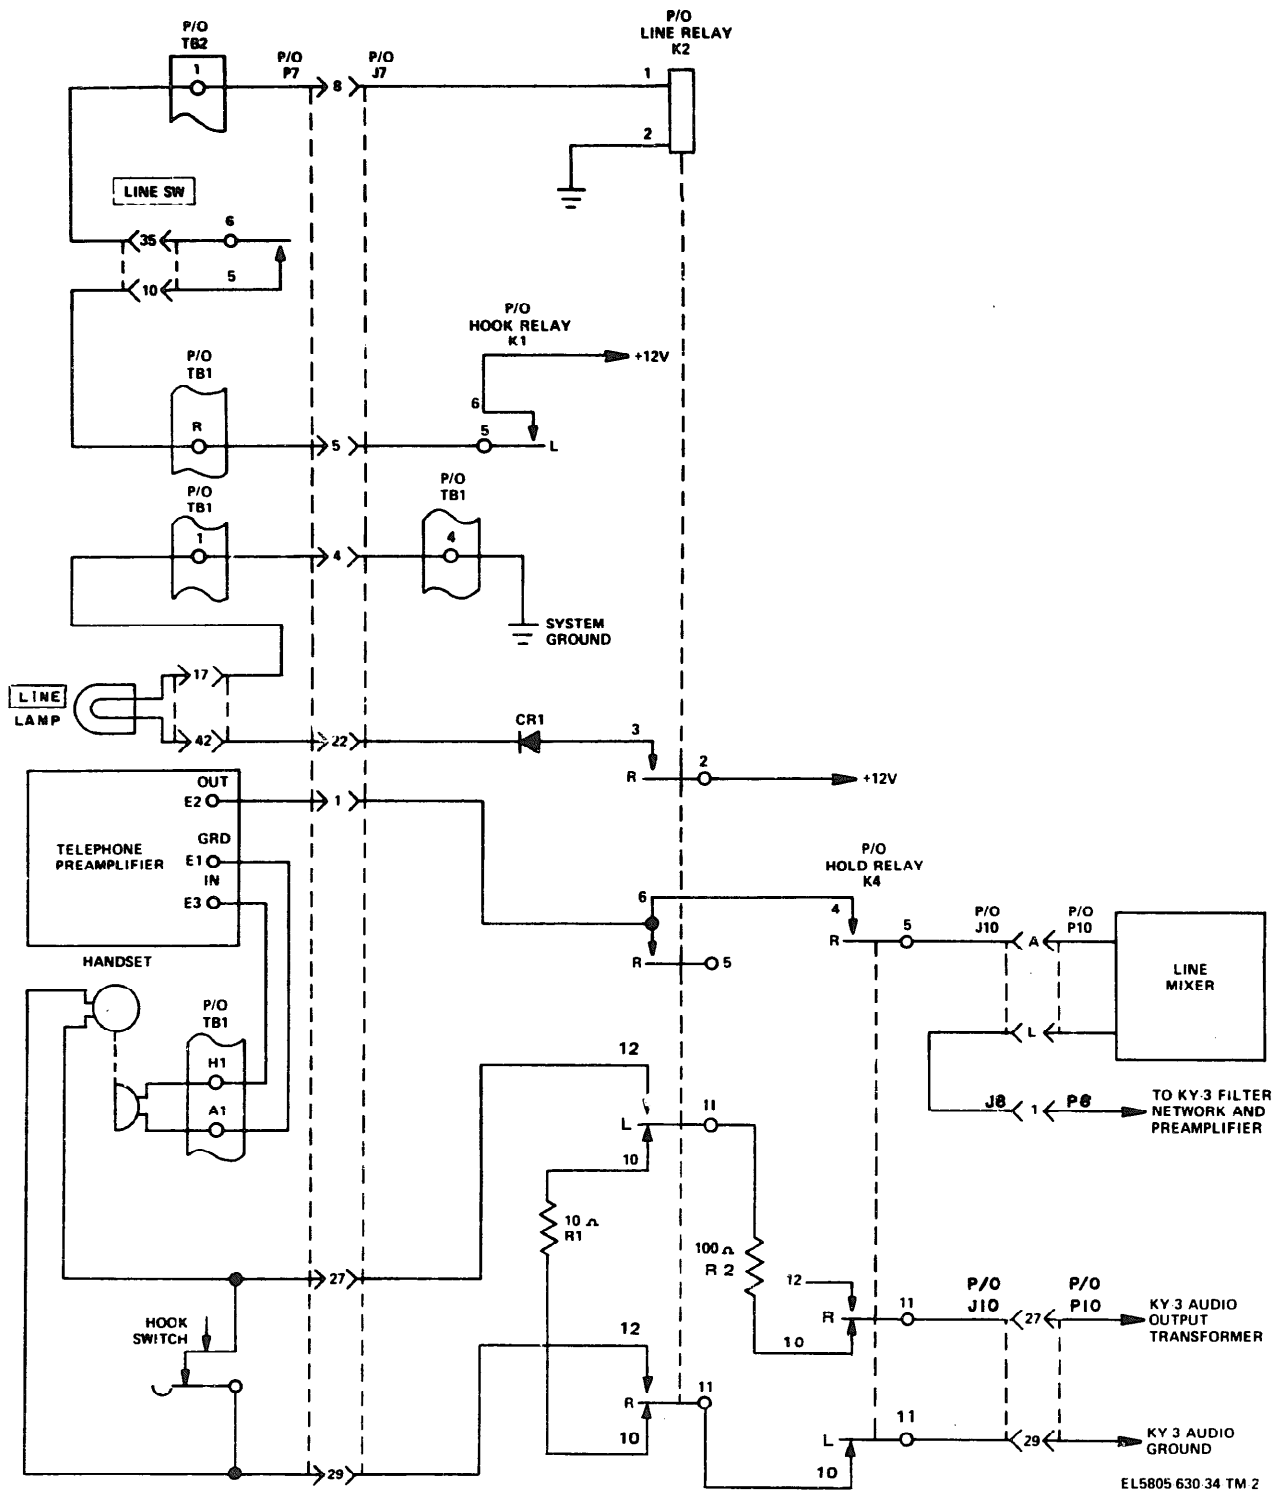 P/O
TB2
1
P/O
P7
8
P/O
J7
P/O
LINE RELAY
K2
1
2
LINE SW
35
6
10
5
P/O
HOOK RELAY
K1
+12V
6
P/O
TB1
R
5
5
L
P/O
TB1
1
4
P/O
TB1
4
SYSTEM
GROUND
17
LINE
LAMP
42
22
CR1
3
R
2
+12V
OUT
E2
1
TELEPHONE
PREAMPLIFIER
GRD
E1
IN
E3
P/O
HOLD RELAY
K4
6
4
R
5
P/O
J10
A
P/O
P10
R
5
LINE
MIXER
HANDSET
P/O
TB1
H1
A1
L
J8
1
P8
TO KY-3 FILTER
NETWORK AND
PREAMPLIFIER
12
L
11
10
10 Ω
R1
100 Ω
R2
27
12
R
11
10
P/O
J10
27
P/O
P10
KY-3 AUDIO
OUTPUT
TRANSFORMER
HOOK
SWITCH
12
R
11
10
L
11
10
29
KY 3 AUDIO
GROUND
29
EL5805 630 34 TM 2